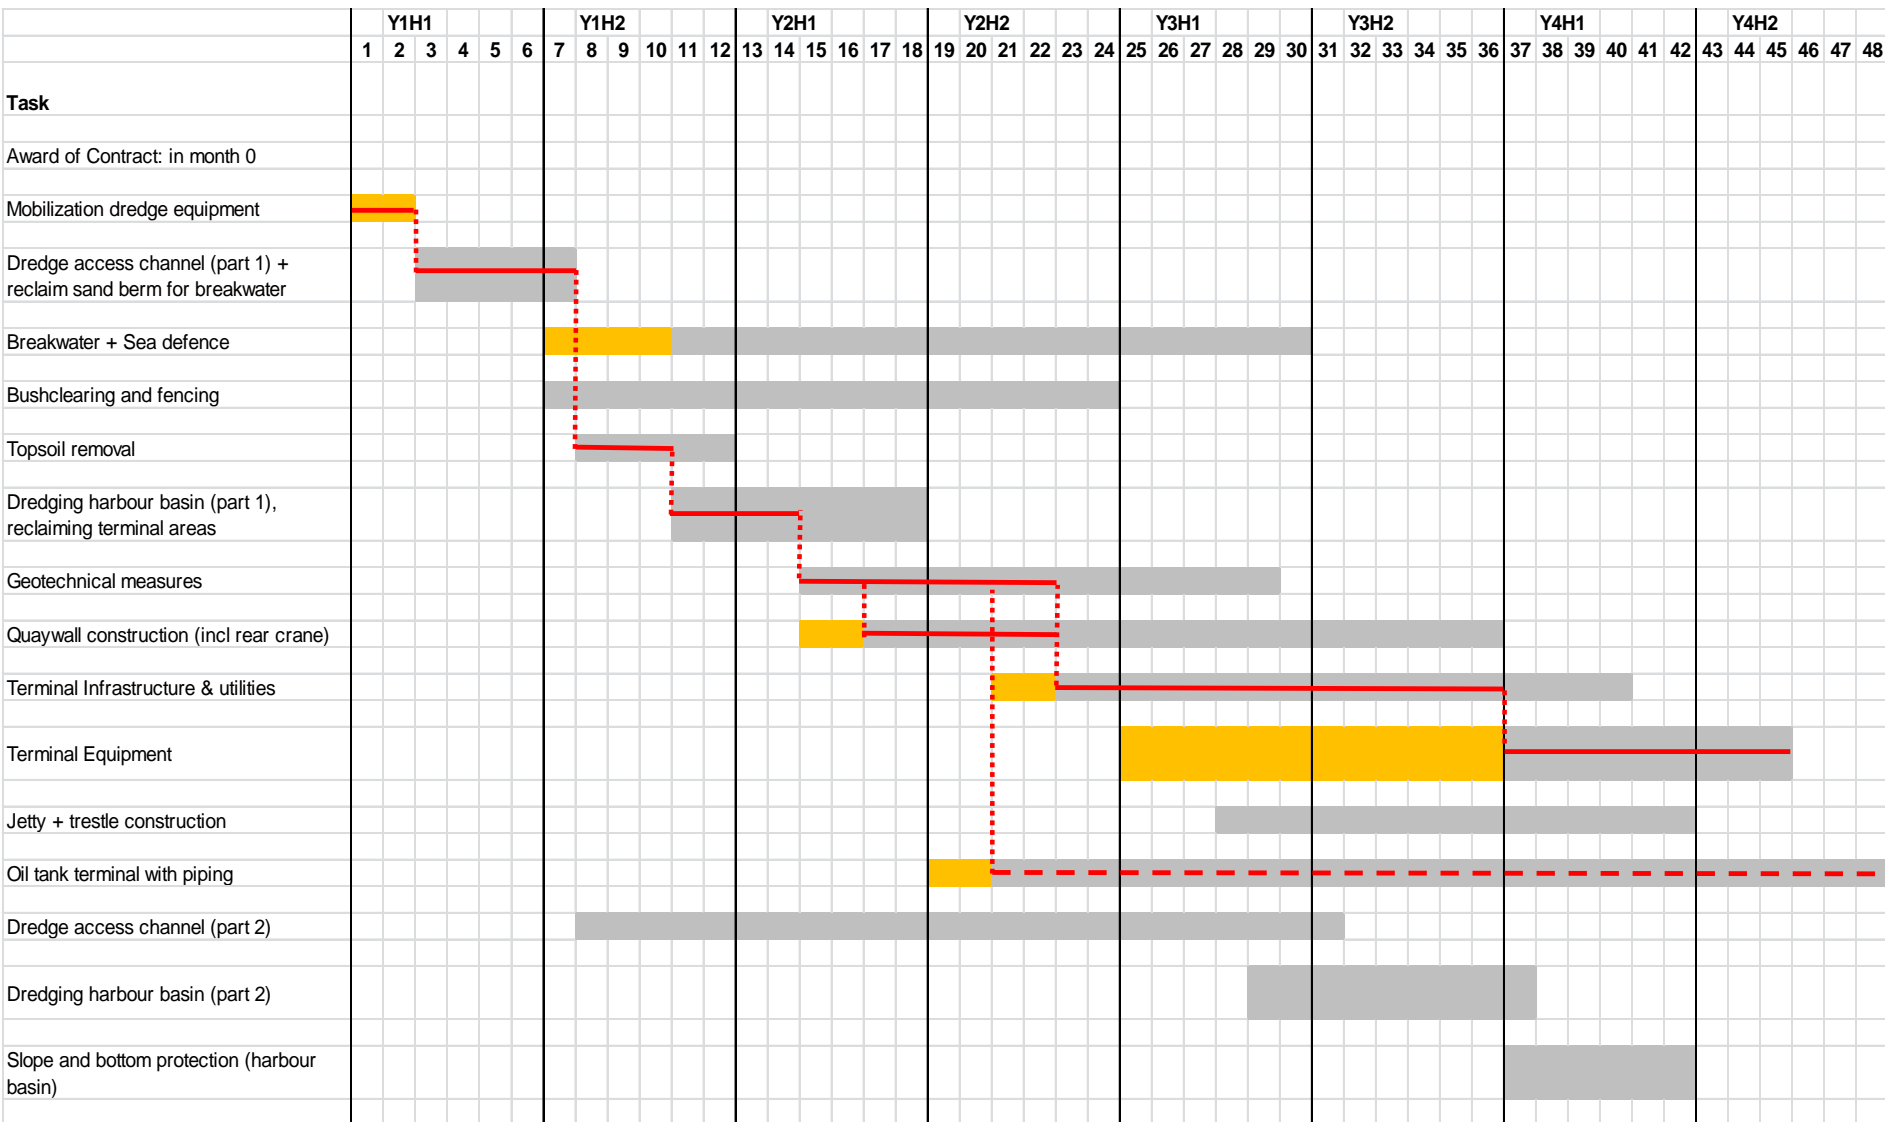 Y1H1 Y1H2 Y2H1 Y2H2 Y3H1 Y3H2 Y4H1 Y4H2
1 2 3 4 5 6 7 8 9 10 11 12 13 14 15 16 17 18 19 20 21 22 23 24 25 26 27 28 29 30 31 32 33 34 35 36 37 38 39 40 41 42 43 44 45 46 47 48
Task
Award of Contract: in month 0
Mobilization dredge equipment
Dredge access channel (part 1) +
reclaim sand berm for breakwater
Breakwater + Sea defence
Bushclearing and fencing
Topsoil removal
Dredging harbour basin (part 1),
reclaiming terminal areas
Geotechnical measures
Quaywall construction (incl rear crane)
Terminal Infrastructure & utilities
Terminal Equipment
Jetty + trestle construction
Oil tank terminal with piping
Dredge access channel (part 2)
Dredging harbour basin (part 2)
Slope and bottom protection (harbour
basin)